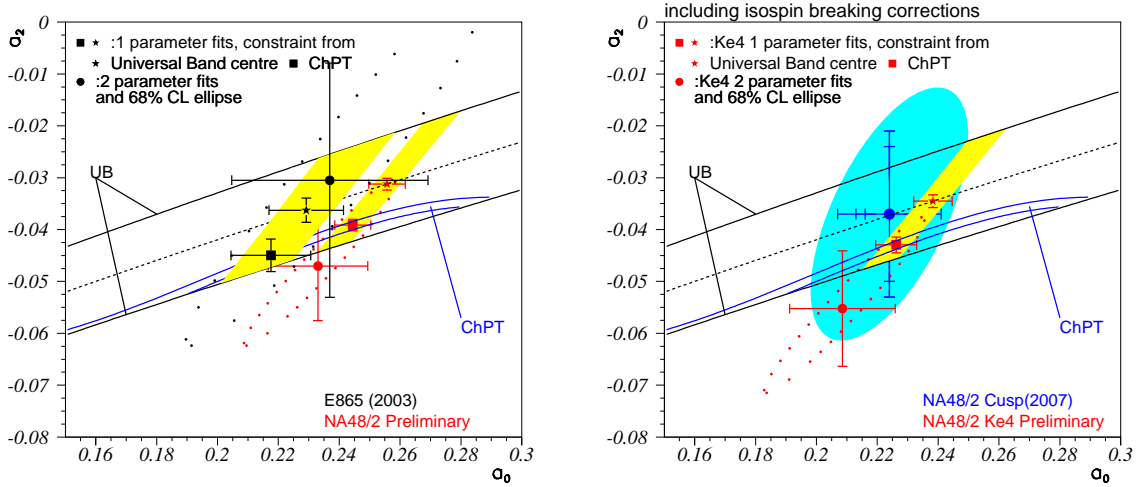 a₂
0
-0.01
-0.02
-0.03
-0.04
-0.05
-0.06
-0.07
-0.08
0.16 0.18 0.2 0.22 0.24 0.26 0.28 0.3
a₀
:1 parameter fits, constraint from
Universal Band centre ChPT
:2 parameter fits
and 68% CL ellipse
UB
ChPT
E865 (2003)
NA48/2 Preliminary
including isospin breaking corrections
a₂
0
-0.01
-0.02
-0.03
-0.04
-0.05
-0.06
-0.07
-0.08
0.16 0.18 0.2 0.22 0.24 0.26 0.28 0.3
a₀
:Ke4 1 parameter fits, constraint from
Universal Band centre ChPT
:Ke4 2 parameter fits
and 68% CL ellipse
UB
ChPT
NA48/2 Cusp(2007)
NA48/2 Ke4 Preliminary